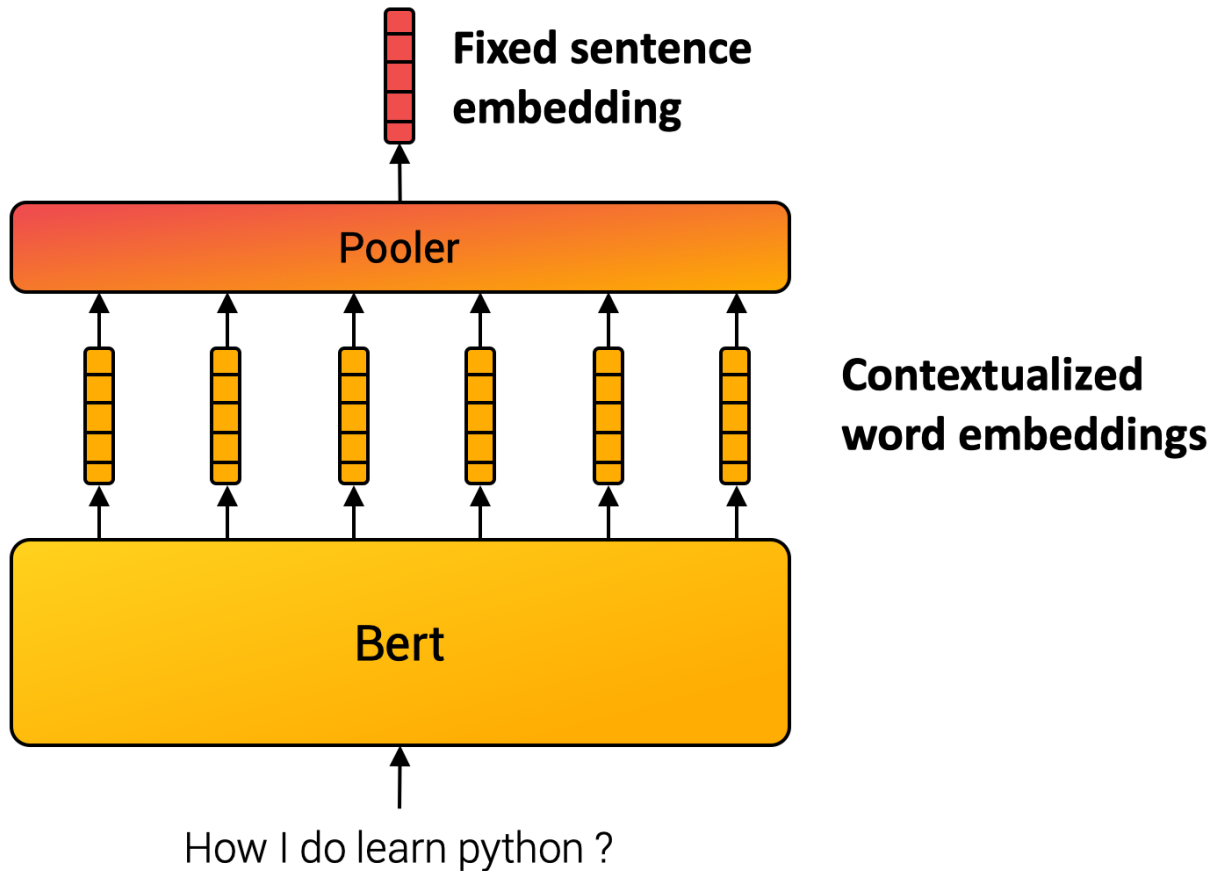 Fixed sentence
embedding
Pooler
Contextualized
word embeddings
Bert
How I do learn python ?